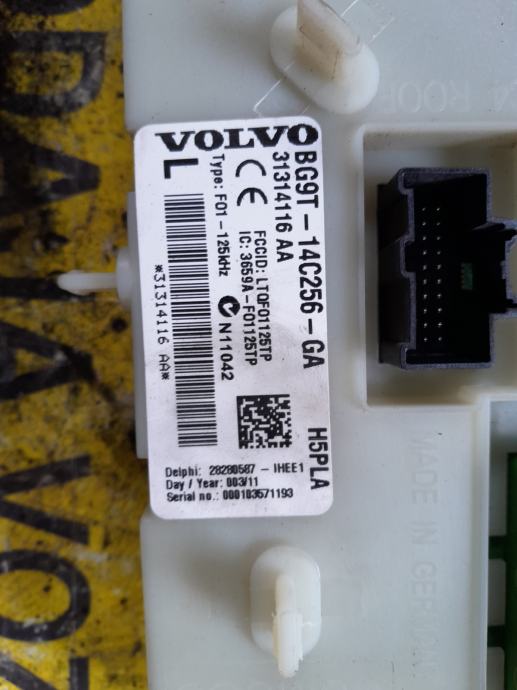 VOLVO
L
BG9T - 14C256 - GA
31314116 AA
FCCID: LTQF01125TP
IC: 3659A-F01125TP
Type: F01 - 125kHz
N11042
*31314116 AA*
H5PLA
Delphi: 28280587 - IHEE1
Day / Year: 003/11
Serial no.: 000103571193
ROOF
MADE IN GERMANY